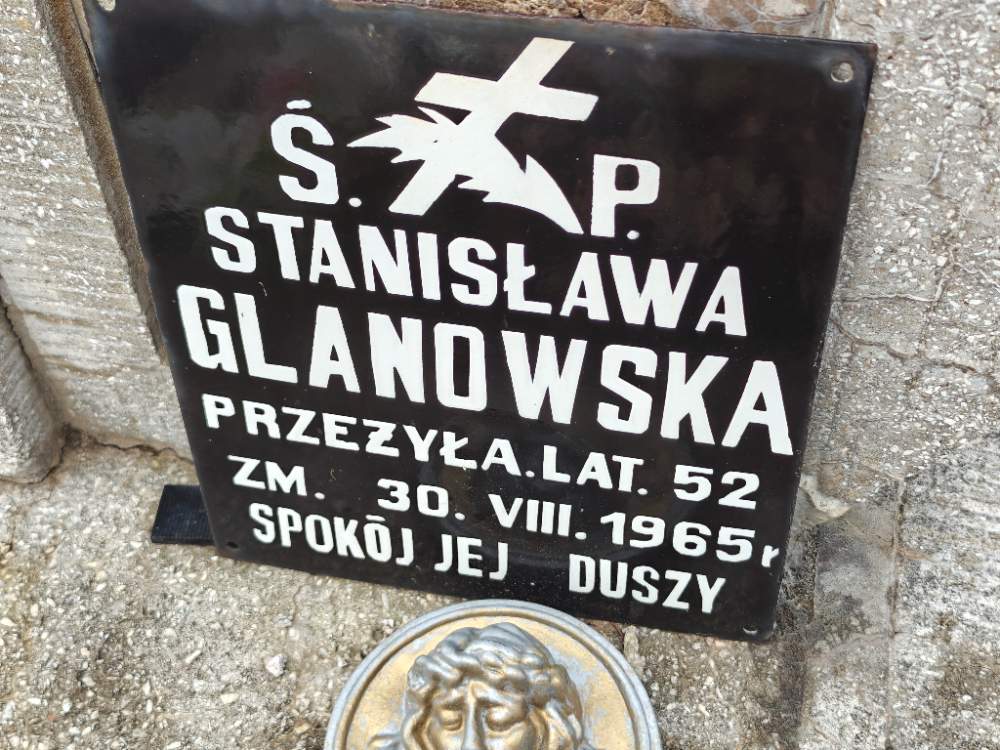 Ś. P.
STANISŁAWA
GLANOWSKA
PRZEŻYŁA. LAT. 52
ZM. 30. VIII. 1965r
SPOKÓJ JEJ DUSZY